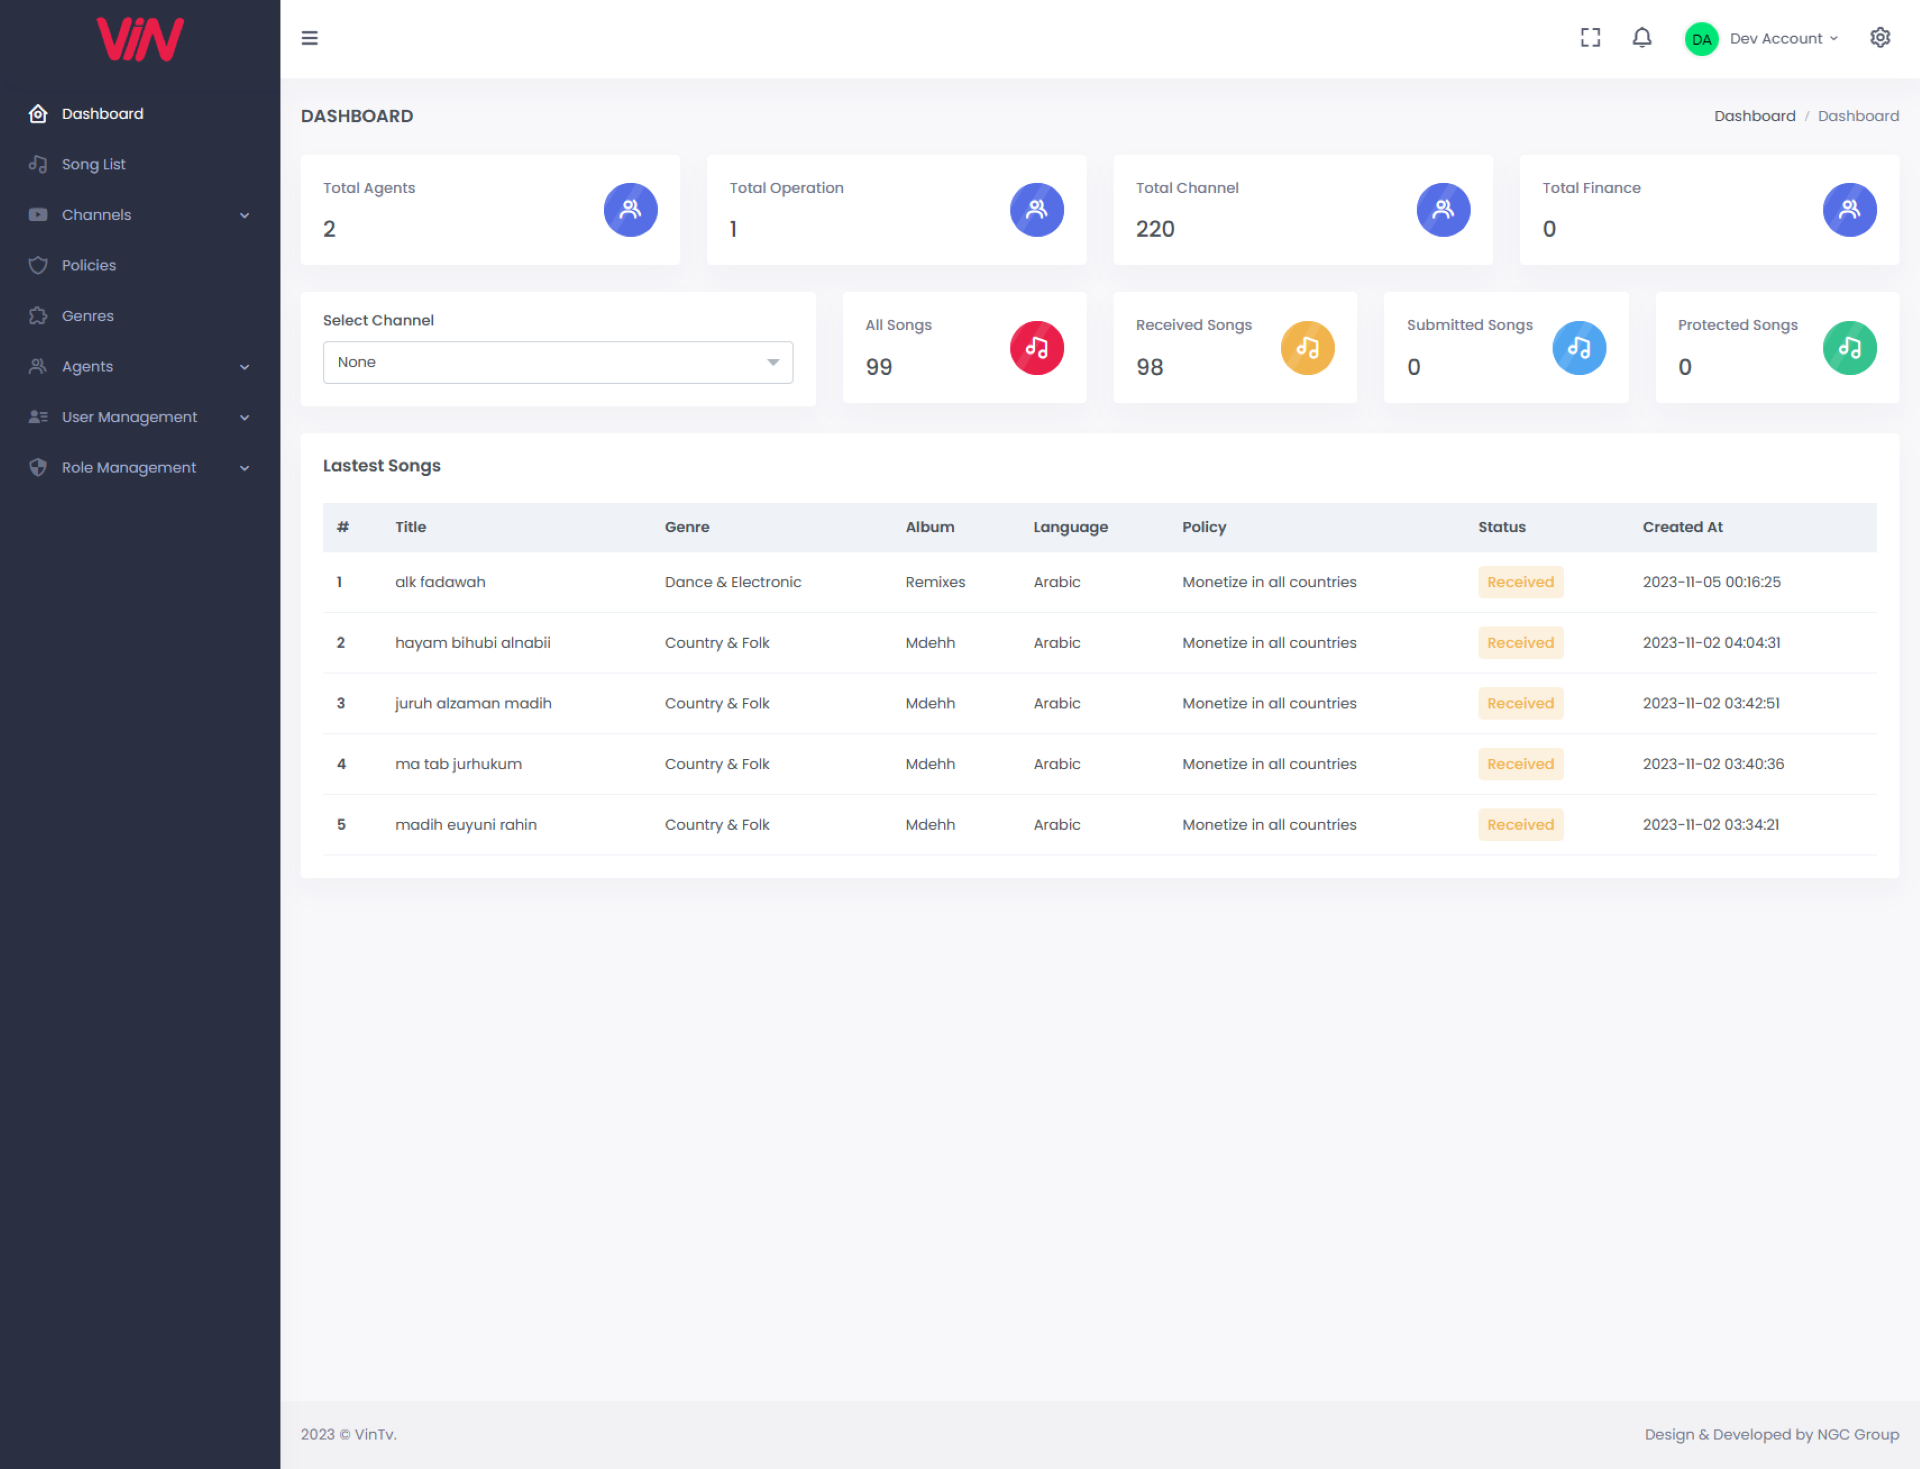 ViN
Dashboard
Song List
Channels
Policies
Genres
Agents
User Management
Role Management
DA Dev Account
DASHBOARD
Dashboard / Dashboard
Total Agents
2
Total Operation
1
Total Channel
220
Total Finance
0
Select Channel
None
All Songs
99
Received Songs
98
Submitted Songs
0
Protected Songs
0
Lastest Songs
# Title Genre Album Language Policy Status Created At
1 alk fadawah Dance & Electronic Remixes Arabic Monetize in all countries Received 2023-11-05 00:16:25
2 hayam bihubi alnabii Country & Folk Mdehh Arabic Monetize in all countries Received 2023-11-02 04:04:31
3 juruh alzaman madih Country & Folk Mdehh Arabic Monetize in all countries Received 2023-11-02 03:42:51
4 ma tab jurhukum Country & Folk Mdehh Arabic Monetize in all countries Received 2023-11-02 03:40:36
5 madih euyuni rahin Country & Folk Mdehh Arabic Monetize in all countries Received 2023-11-02 03:34:21
2023 © VinTv.
Design & Developed by NGC Group